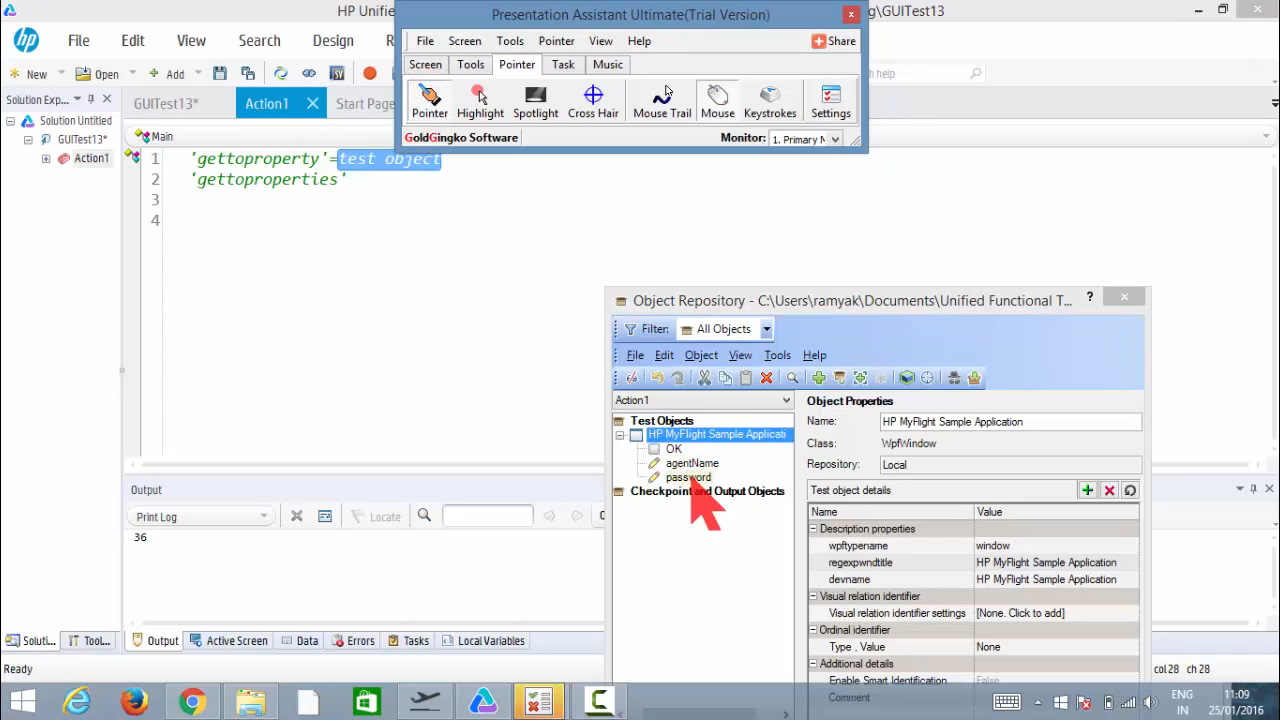 HP Unifi
g\GUITest13
Presentation Assistant Ultimate(Trial Version)
File Edit View Search Design
File Screen Tools Pointer View Help Share
Screen Tools Pointer Task Music
New Open Add
h help
Pointer Highlight Spotlight Cross Hair Mouse Trail Mouse Keystrokes Settings
GoldGingko Software Monitor: 1. Primary
Solution Exp...
GUITest13* Action1 Start Page
Solution Untitled
GUITest13*
Action1
Main
1 'gettoproperty'=test object
2 'gettoproperties'
3
4
Object Repository - C:\Users\ramyak\Documents\Unified Functional T...
Filter: All Objects
File Edit Object View Tools Help
Action1
Test Objects
HP MyFlight Sample Applicati
OK
agentName
password
Checkpoint and Output Objects
Object Properties
Name: HP MyFlight Sample Application
Class: WpfWindow
Repository: Local
Test object details
Name Value
Description properties
wpftypename window
regexpwndtitle HP MyFlight Sample Application
devname HP MyFlight Sample Application
Visual relation identifier
Visual relation identifier settings [None. Click to add]
Ordinal identifier
Type , Value None
Additional details
Enable Smart Identification False
Comment
Output
Print Log Locate
36
Soluti... Tool... Output Active Screen Data Errors Tasks Local Variables
Ready
col 28 ch 28
ENG
IN
11:09
25/01/2016